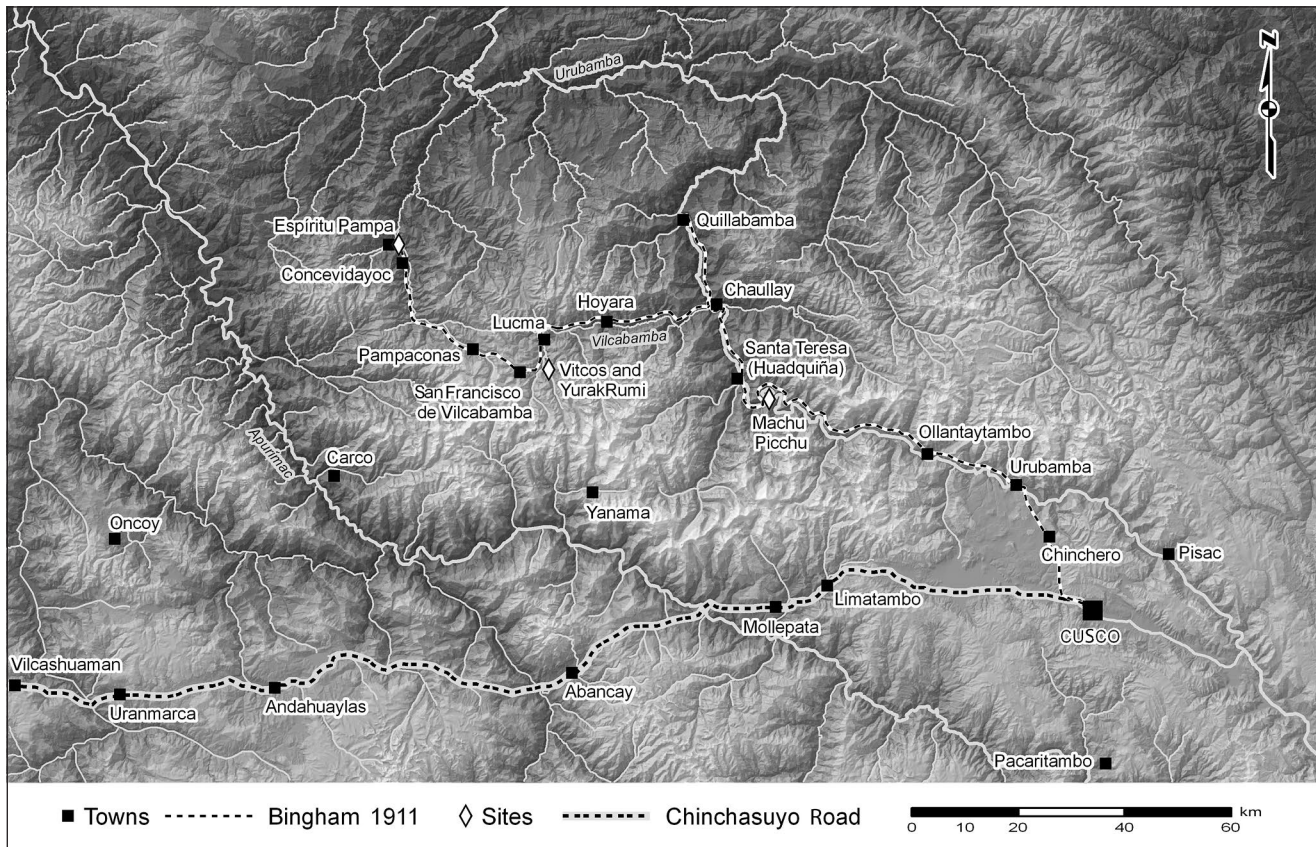 N
Urubamba
Quillabamba
Espíritu Pampa
Concevidayoc
Chaullay
Hoyara
Lucma
Vilcabamba
Pampaconas
Santa Teresa
(Huadquiña)
Vitcos and
YurakRumi
San Francisco
de Vilcabamba
Machu
Picchu
Ollantaytambo
Apurimac
Carco
Urubamba
Yanama
Oncoy
Chinchero
Pisac
Limatambo
Mollepata
CUSCO
Vilcashuaman
Abancay
Uranmarca
Andahuaylas
Pacaritambo
Towns
Bingham 1911
Sites
Chinchasuyo Road
km
0 10 20 40 60